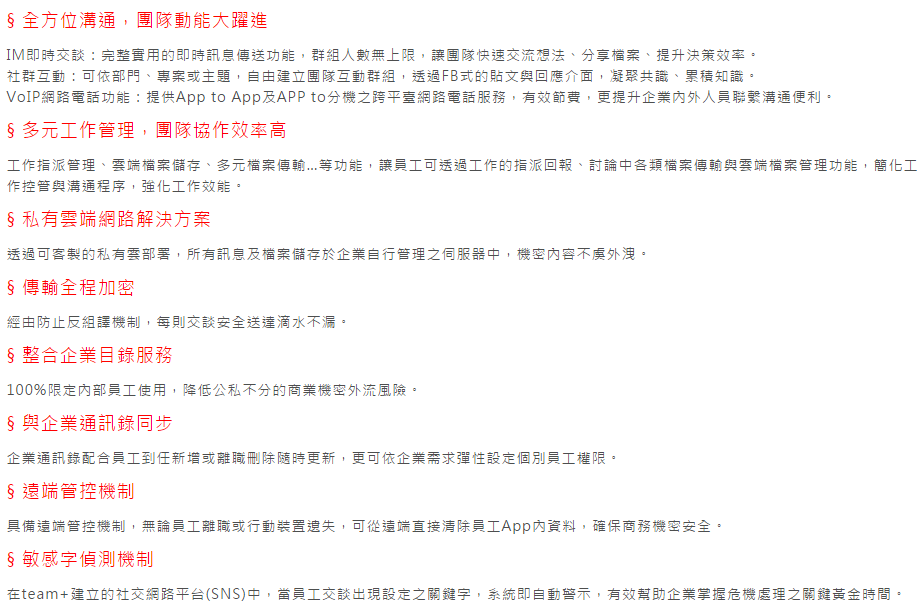 § 全方位溝通，團隊動能大躍進
IM即時交談：完整實用的即時訊息傳送功能，群組人數無上限，讓團隊快速交流想法、分享檔案、提升決策效率。
社群互動：可依部門、專案或主題，自由建立團隊互動群組，透過FB式的貼文與回應介面，凝聚共識、累積知識。
VoIP網路電話功能：提供App to App及APP to分機之跨平臺網路電話服務，有效節費，更提升企業內外人員聯繫溝通便利。
§ 多元工作管理，團隊協作效率高
工作指派管理、雲端檔案儲存、多元檔案傳輸...等功能，讓員工可透過工作的指派回報、討論中各類檔案傳輸與雲端檔案管理功能，簡化工
作控管與溝通程序，強化工作效能。
§ 私有雲端網路解決方案
透過可客製的私有雲部署，所有訊息及檔案儲存於企業自行管理之伺服器中，機密內容不虞外洩。
§ 傳輸全程加密
經由防止反組譯機制，每則交談安全送達滴水不漏。
§ 整合企業目錄服務
100%限定內部員工使用，降低公私不分的商業機密外流風險。
§ 與企業通訊錄同步
企業通訊錄配合員工到任新增或離職刪除隨時更新，更可依企業需求彈性設定個別員工權限。
§ 遠端管控機制
具備遠端管控機制，無論員工離職或行動裝置遺失，可從遠端直接清除員工App內資料，確保商務機密安全。
§ 敏感字偵測機制
在team+建立的社交網路平台(SNS)中，當員工交談出現設定之關鍵字，系統即自動警示，有效幫助企業掌握危機處理之關鍵黃金時間。